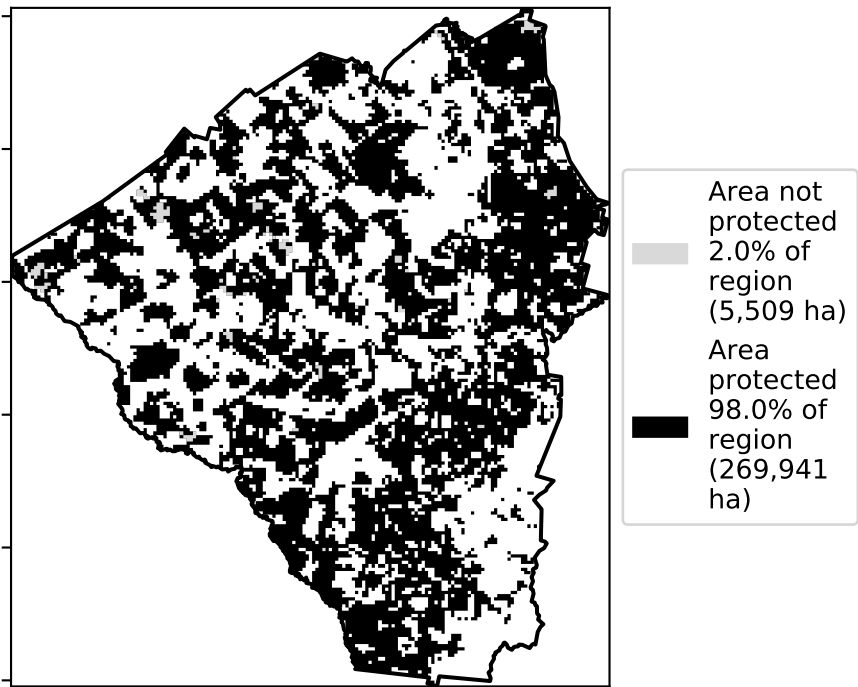 Area not
protected
2.0% of
region
(5,509 ha)
Area
protected
98.0% of
region
(269,941
ha)